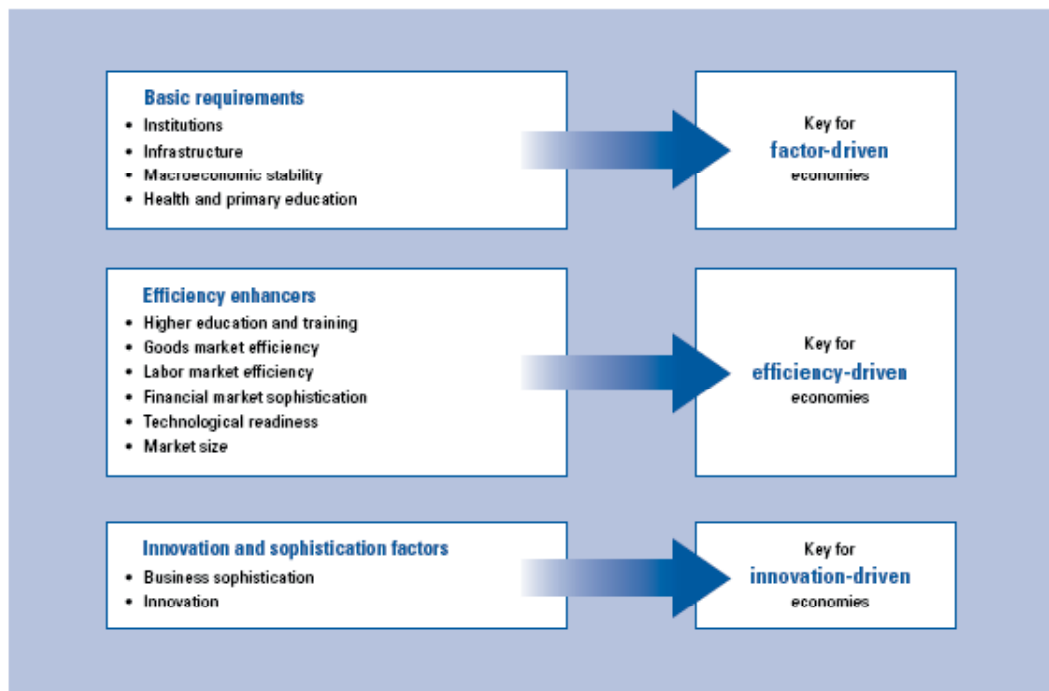 Basic requirements
• Institutions
• Infrastructure
• Macroeconomic stability
• Health and primary education
Key for
factor-driven
economies
Efficiency enhancers
• Higher education and training
• Goods market efficiency
• Labor market efficiency
• Financial market sophistication
• Technological readiness
• Market size
Key for
efficiency-driven
economies
Innovation and sophistication factors
• Business sophistication
• Innovation
Key for
innovation-driven
economies